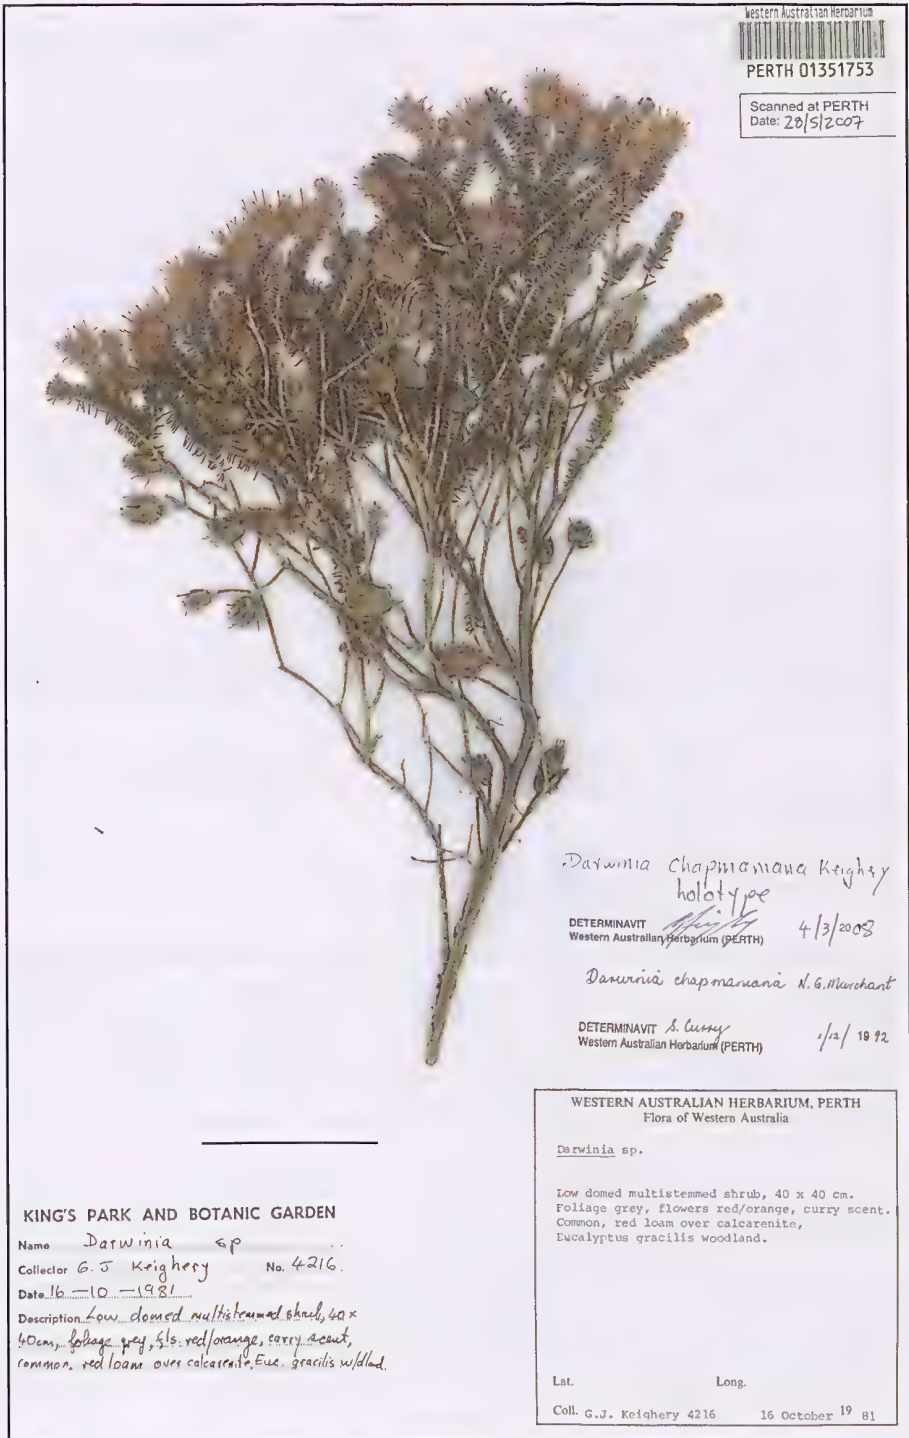 Western Australian Herbarium
PERTH 01351753
Scanned at PERTH
Date: 28/5/2007
Darwinia chapmaniana Keighery
holotype
DETERMINAVIT
Western Australian Herbarium (PERTH) 4/3/2008
Darwinia chapmaniana N.G. Marchant
DETERMINAVIT S. Curry
Western Australian Herbarium (PERTH) 1/12/1992
WESTERN AUSTRALIAN HERBARIUM, PERTH
Flora of Western Australia
Darwinia sp.
Low domed multistemmed shrub, 40 x 40 cm.
Foliage grey, flowers red/orange, curry scent.
Common, red loam over calcarenite,
Eucalyptus gracilis woodland.
Lat. Long.
Coll. G.J. Keighery 4216 16 October 19 81
KING'S PARK AND BOTANIC GARDEN
Name Darwinia sp
Collector G. J Keighery No. 4216.
Date 16-10-1981
Description Low domed multistemmed shrub, 40 x
40cm, foliage grey, fls. red/orange, curry scent,
common. red loam over calcarenite, Euc. gracilis w/dland.